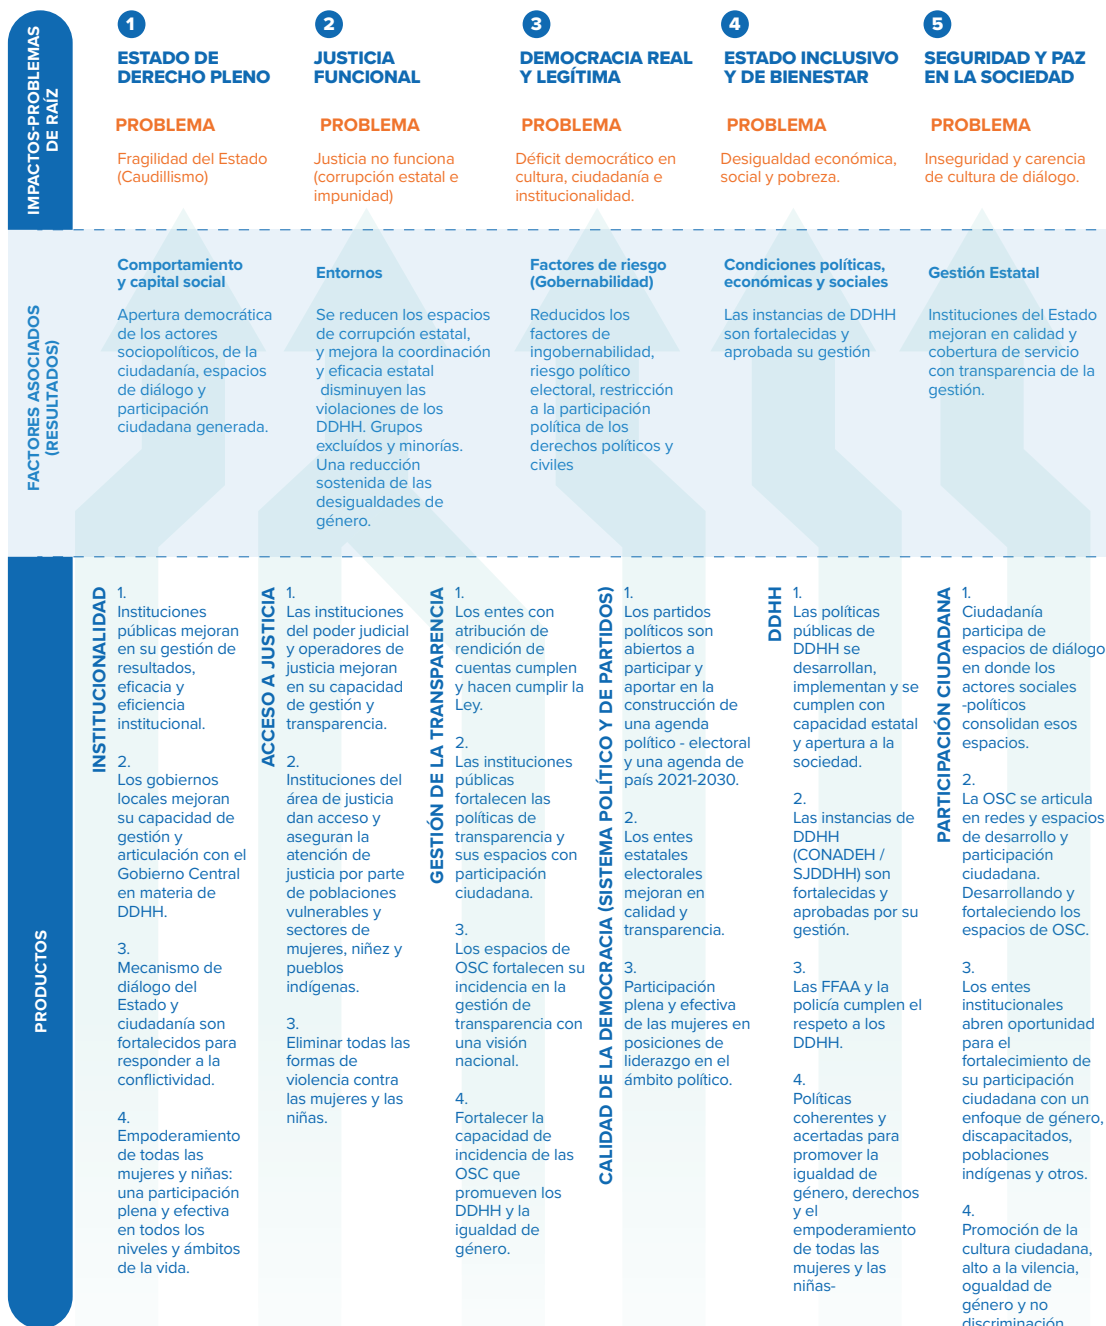 IMPACTOS-PROBLEMAS
DE RAÍZ
1
ESTADO DE
DERECHO PLENO
PROBLEMA
Fragilidad del Estado
(Caudillismo)
2
JUSTICIA
FUNCIONAL
PROBLEMA
Justicia no funciona
(corrupción estatal e
impunidad)
3
DEMOCRACIA REAL
Y LEGÍTIMA
PROBLEMA
Déficit democrático en
cultura, ciudadanía e
institucionalidad.
4
ESTADO INCLUSIVO
Y DE BIENESTAR
PROBLEMA
Desigualdad económica,
social y pobreza.
5
SEGURIDAD Y PAZ
EN LA SOCIEDAD
PROBLEMA
Inseguridad y carencia
de cultura de diálogo.
FACTORES ASOCIADOS
(RESULTADOS)
Comportamiento
y capital social
Apertura democrática
de los actores
sociopolíticos, de la
ciudadanía, espacios
de diálogo y
participación
ciudadana generada.
Entornos
Se reducen los espacios
de corrupción estatal,
y mejora la coordinación
y eficacia estatal
disminuyen las
violaciones de los
DDHH. Grupos
excluídos y minorías.
Una reducción
sostenida de las
desigualdades de
género.
Factores de riesgo
(Gobernabilidad)
Reducidos los
factores de
ingobernabilidad,
riesgo político
electoral, restricción
a la participación
política de los
derechos políticos y
civiles
Condiciones políticas,
económicas y sociales
Las instancias de DDHH
son fortalecidas y
aprobada su gestión
Gestión Estatal
Instituciones del Estado
mejoran en calidad y
cobertura de servicio
con transparencia de la
gestión.
PRODUCTOS
INSTITUCIONALIDAD
1.
Instituciones
públicas mejoran
en su gestión de
resultados,
eficacia y
eficiencia
institucional.
2.
Los gobiernos
locales mejoran
su capacidad de
gestión y
articulación con el
Gobierno Central
en materia de
DDHH.
3.
Mecanismo de
diálogo del
Estado y
ciudadanía son
fortalecidos para
responder a la
conflictividad.
4.
Empoderamiento
de todas las
mujeres y niñas:
una participación
plena y efectiva
en todos los
niveles y ámbitos
de la vida.
ACCESO A JUSTICIA
1.
Las instituciones
del poder judicial
y operadores de
justicia mejoran
en su capacidad
de gestión y
transparencia.
2.
Instituciones del
área de justicia
dan acceso y
aseguran la
atención de
justicia por parte
de poblaciones
vulnerables y
sectores de
mujeres, niñez y
pueblos
indígenas.
3.
Eliminar todas las
formas de
violencia contra
las mujeres y las
niñas.
GESTIÓN DE LA TRANSPARENCIA
1.
Los entes con
atribución de
rendición de
cuentas cumplen
y hacen cumplir la
Ley.
2.
Las instituciones
públicas
fortalecen las
políticas de
transparencia y
sus espacios con
participación
ciudadana.
3.
Los espacios de
OSC fortalecen su
incidencia en la
gestión de
transparencia con
una visión
nacional.
4.
Fortalecer la
capacidad de
incidencia de las
OSC que
promueven los
DDHH y la
igualdad de
género.
CALIDAD DE LA DEMOCRACIA (SISTEMA POLÍTICO Y DE PARTIDOS)
1.
Los partidos
políticos son
abiertos a
participar y
aportar en la
construcción de
una agenda
político - electoral
y una agenda de
país 2021-2030.
2.
Los entes
estatales
electorales
mejoran en
calidad y
transparencia.
3.
Participación
plena y efectiva
de las mujeres en
posiciones de
liderazgo en el
ámbito político.
DDHH
1.
Las políticas
públicas de
DDHH se
desarrollan,
implementan y se
cumplen con
capacidad estatal
y apertura a la
sociedad.
2.
Las instancias de
DDHH
(CONADEH /
SJDDHH) son
fortalecidas y
aprobadas por su
gestión.
3.
Las FFAA y la
policía cumplen el
respeto a los
DDHH.
4.
Políticas
coherentes y
acertadas para
promover la
igualdad de
género, derechos
y el
empoderamiento
de todas las
mujeres y las
niñas-
PARTICIPACIÓN CIUDADANA
1.
Ciudadanía
participa de
espacios de diálogo
en donde los
actores sociales
-políticos
consolidan esos
espacios.
2.
La OSC se articula
en redes y espacios
de desarrollo y
participación
ciudadana.
Desarrollando y
fortaleciendo los
espacios de OSC.
3.
Los entes
institucionales
abren oportunidad
para el
fortalecimiento de
su participación
ciudadana con un
enfoque de género,
discapacitados,
poblaciones
indígenas y otros.
4.
Promoción de la
cultura ciudadana,
alto a la vilencia,
ogualdad de
género y no
discriminación